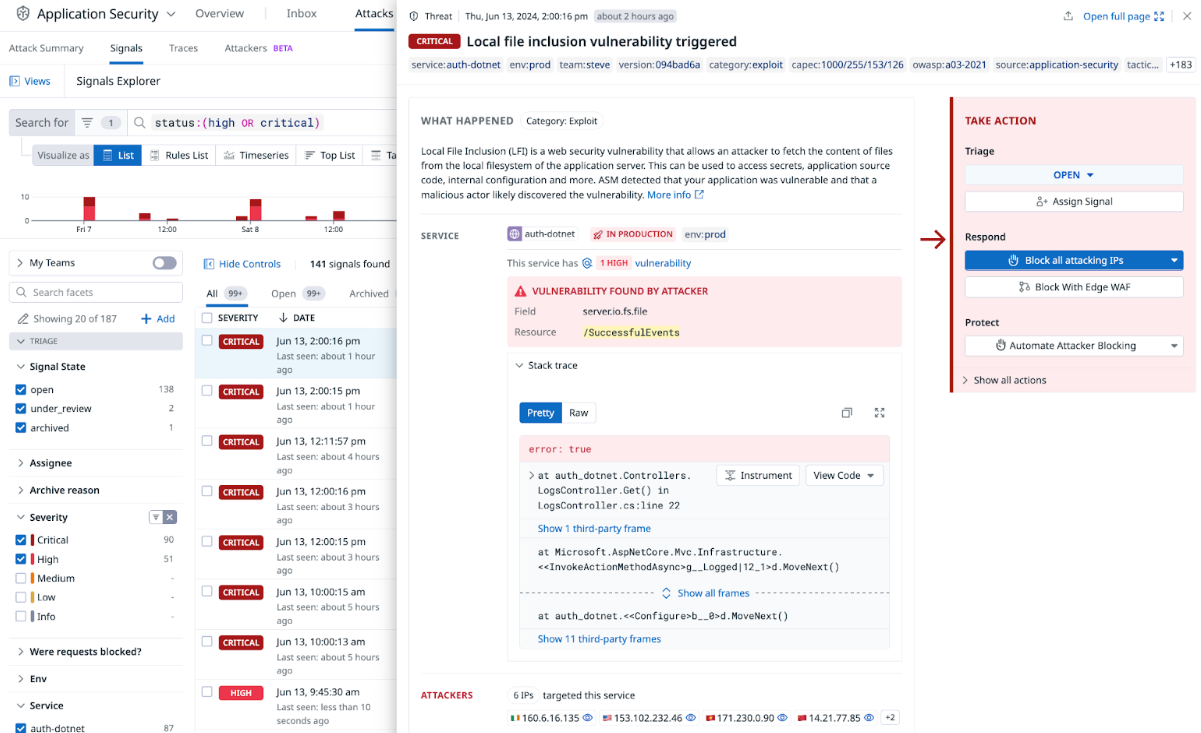 Application Security
Overview
Inbox
Attacks
Attack Summary
Signals
Traces
Attackers BETA
Views
Signals Explorer
Search for
1
status:(high OR critical)
Visualize as
List
Rules List
Timeseries
Top List
Ta
10
0
Fri 7
12:00
Sat 8
12:00
My Teams
Search facets
Showing 20 of 187
Add
TRIAGE
Signal State
open 138
under_review 2
archived 1
Assignee
Archive reason
Severity
Critical 90
High 51
Medium -
Low -
Info -
Were requests blocked?
Env
Service
auth-dotnet 87
Hide Controls
141 signals found
All 99+
Open 99+
Archived
SEVERITY
DATE
CRITICAL
Jun 13, 2:00:16 pm
Last seen: about 1 hour
ago
CRITICAL
Jun 13, 2:00:15 pm
Last seen: about 1 hour
ago
CRITICAL
Jun 13, 12:11:57 pm
Last seen: about 4 hours
ago
CRITICAL
Jun 13, 12:00:16 pm
Last seen: about 3 hours
ago
CRITICAL
Jun 13, 12:00:15 pm
Last seen: about 3 hours
ago
CRITICAL
Jun 13, 10:00:15 am
Last seen: about 5 hours
ago
CRITICAL
Jun 13, 10:00:13 am
Last seen: about 5 hours
ago
HIGH
Jun 13, 9:45:30 am
Last seen: less than 10
seconds ago
Threat
Thu, Jun 13, 2024, 2:00:16 pm
about 2 hours ago
Open full page
CRITICAL
Local file inclusion vulnerability triggered
service:auth-dotnet env:prod team:steve version:094bad6a category:exploit capec:1000/255/153/126 owasp:a03-2021 source:application-security tactic... +183
WHAT HAPPENED
Category: Exploit
Local File Inclusion (LFI) is a web security vulnerability that allows an attacker to fetch the content of files
from the local filesystem of the application server. This can be used to access secrets, application source
code, internal configuration and more. ASM detected that your application was vulnerable and that a
malicious actor likely discovered the vulnerability. More info
SERVICE
auth-dotnet
IN PRODUCTION
env:prod
This service has 1 HIGH vulnerability
VULNERABILITY FOUND BY ATTACKER
Field server.io.fs.file
Resource /SuccessfulEvents
Stack trace
Pretty
Raw
error: true
at auth_dotnet.Controllers.
LogsController.Get() in
LogsController.cs:line 22
Instrument
View Code
Show 1 third-party frame
at Microsoft.AspNetCore.Mvc.Infrastructure.
<<InvokeActionMethodAsync>g__Logged|12_1>d.MoveNext()
Show all frames
at auth_dotnet.<<Configure>b__0>d.MoveNext()
Show 11 third-party frames
ATTACKERS
6 IPs targeted this service
160.6.16.135
153.102.232.46
171.230.0.90
14.21.77.85
+2
TAKE ACTION
Triage
OPEN
Assign Signal
Respond
Block all attacking IPs
Block With Edge WAF
Protect
Automate Attacker Blocking
Show all actions